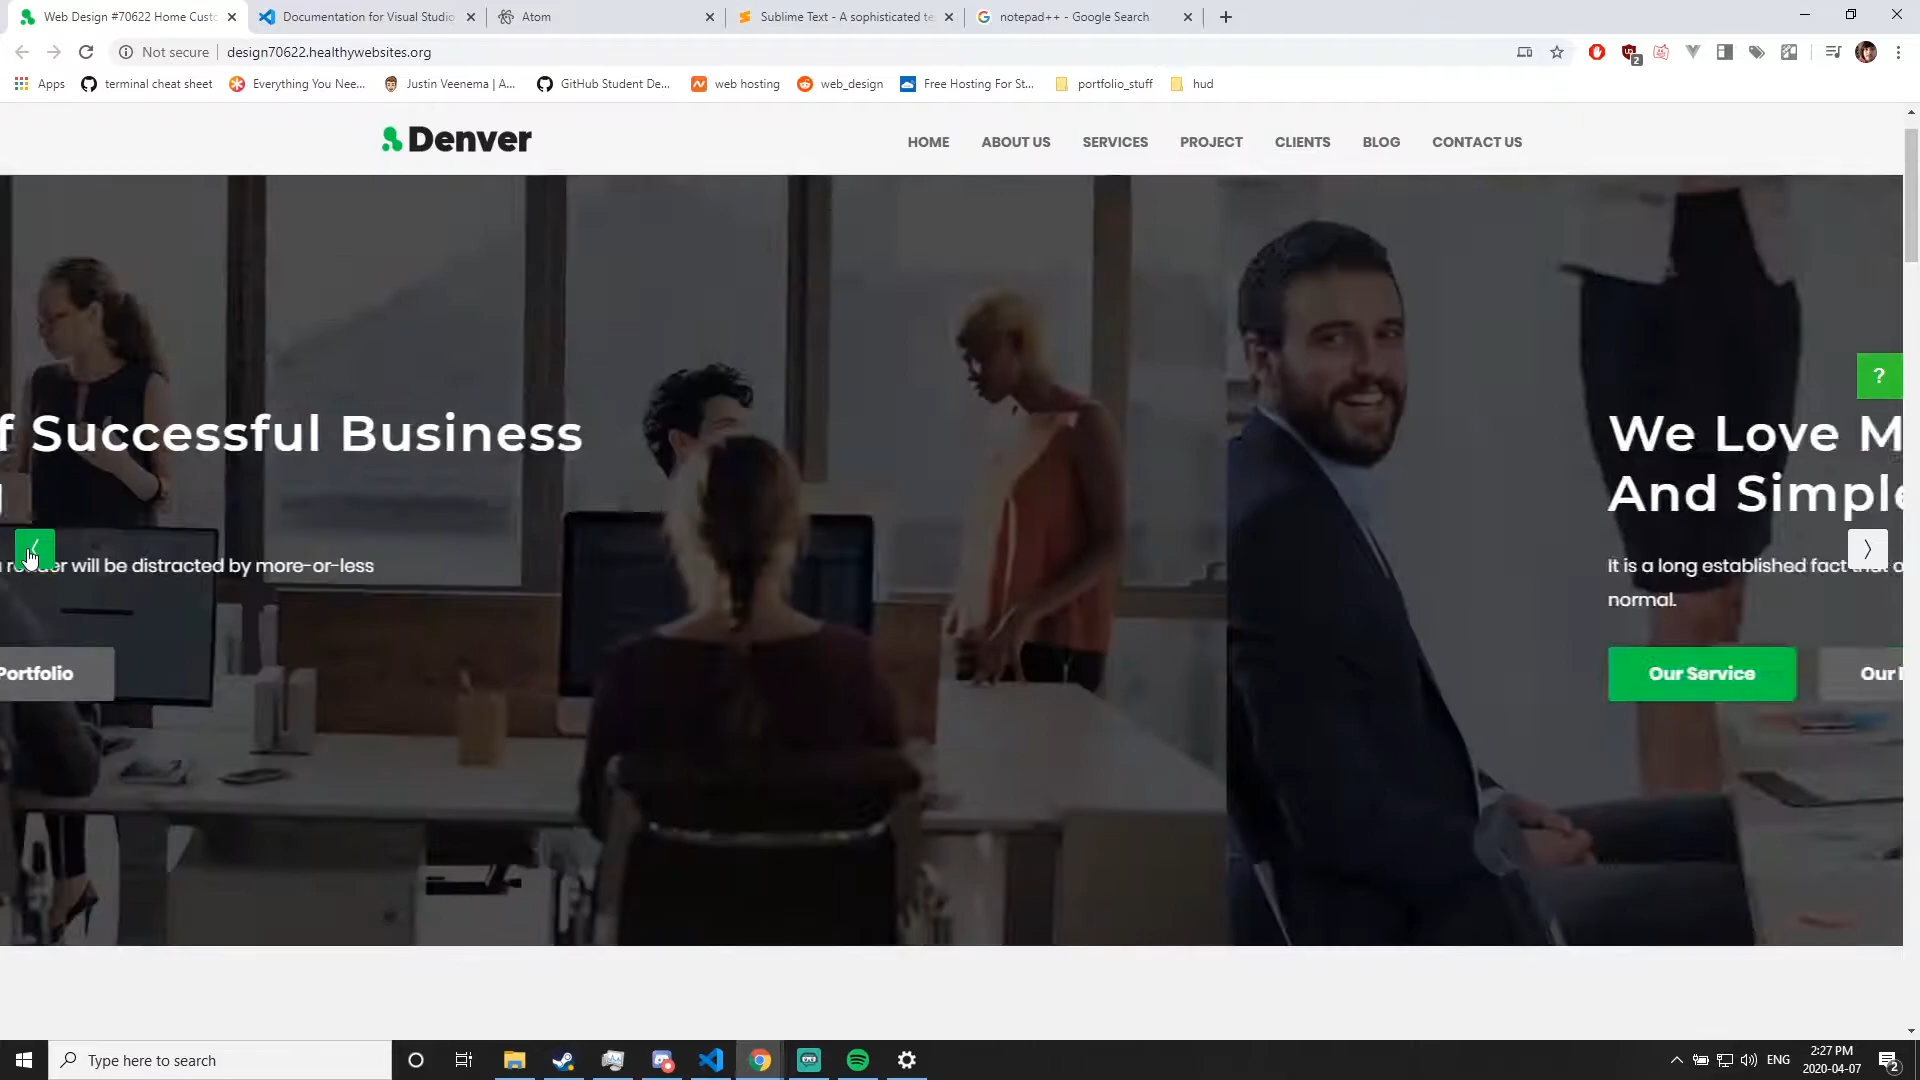 Web Design #70622 Home Custo
Documentation for Visual Studio
Atom
Sublime Text - A sophisticated te
notepad++ - Google Search
Not secure
design70622.healthywebsites.org
2
Apps
terminal cheat sheet
Everything You Nee...
Justin Veenema | A...
GitHub Student De...
web hosting
web_design
Free Hosting For St...
portfolio_stuff
hud
Denver
HOME
ABOUT US
SERVICES
PROJECT
CLIENTS
BLOG
CONTACT US
?
f Successful Business
will be distracted by more-or-less
Portfolio
We Love M
And Simple
It is a long established fact
normal.
Our Service
Our
Type here to search
ENG
2:27 PM
2020-04-07
2